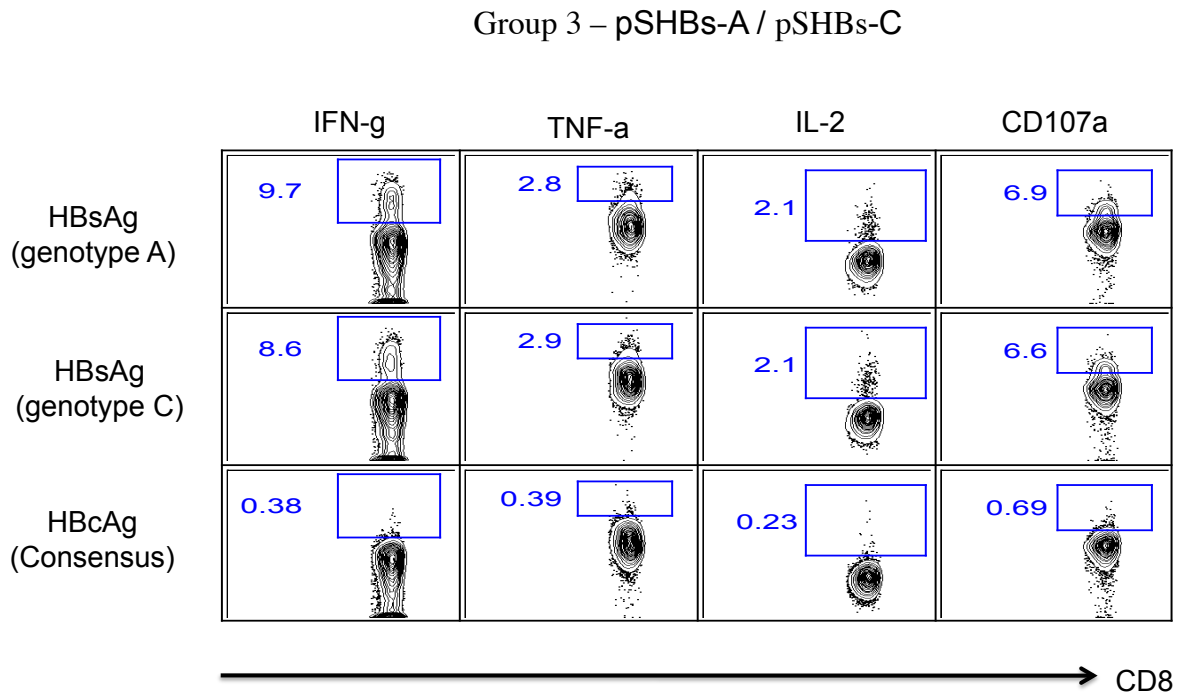 Group 3 – pSHBs-A / pSHBs-C
IFN-g TNF-a IL-2 CD107a
HBsAg
(genotype A)
9.7 2.8 2.1 6.9
HBsAg
(genotype C)
8.6 2.9 2.1 6.6
HBcAg
(Consensus)
0.38 0.39 0.23 0.69
CD8